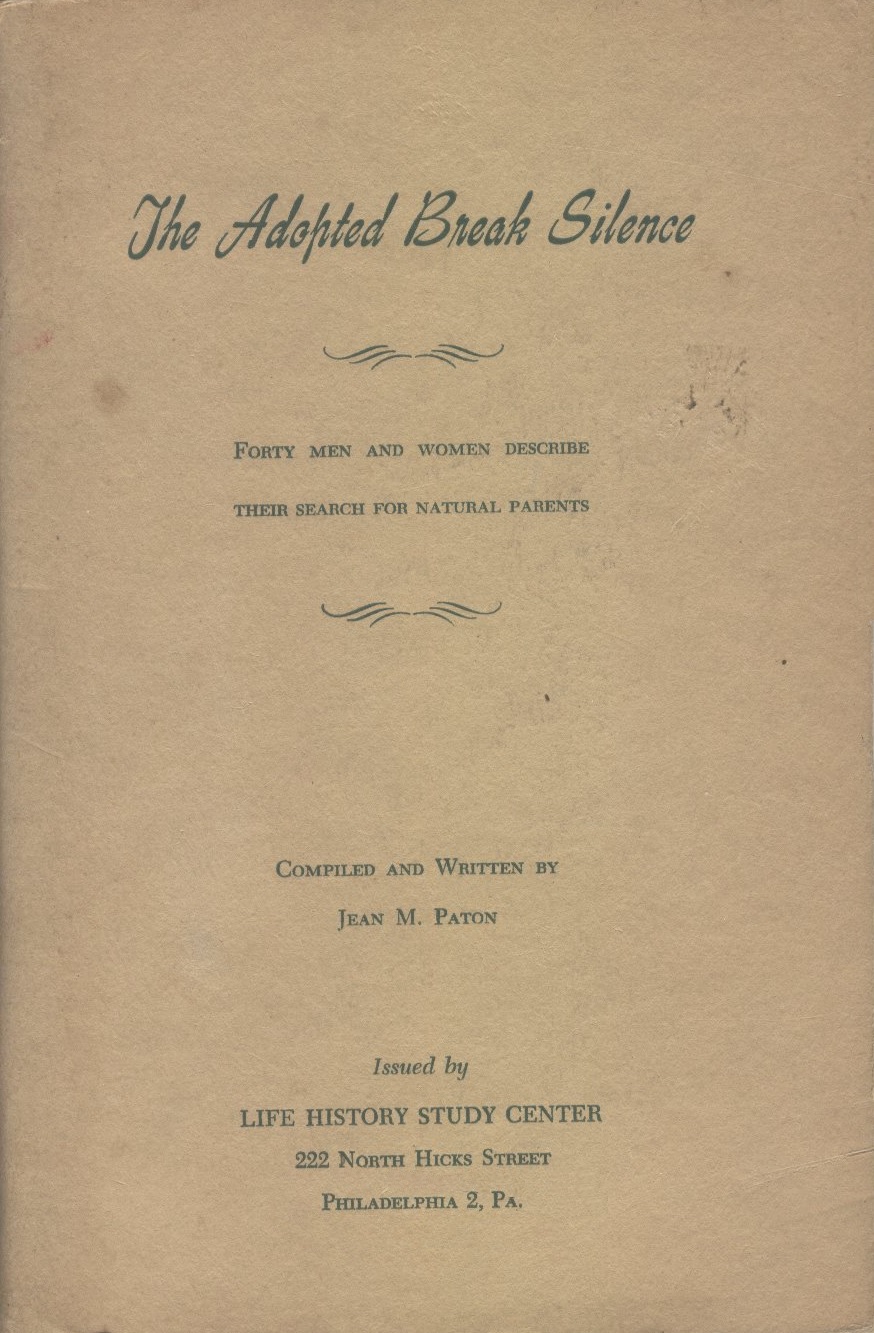 The Adopted Break Silence
Forty men and women describe
their search for natural parents
Compiled and Written by
Jean M. Paton
Issued by
LIFE HISTORY STUDY CENTER
222 North Hicks Street
Philadelphia 2, Pa.